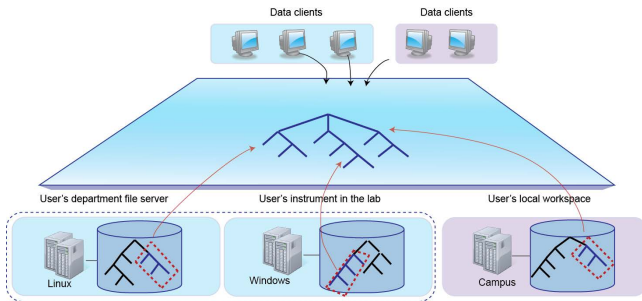 Data clients
Data clients
User's department file server
User's instrument in the lab
User's local workspace
Linux
Windows
Campus